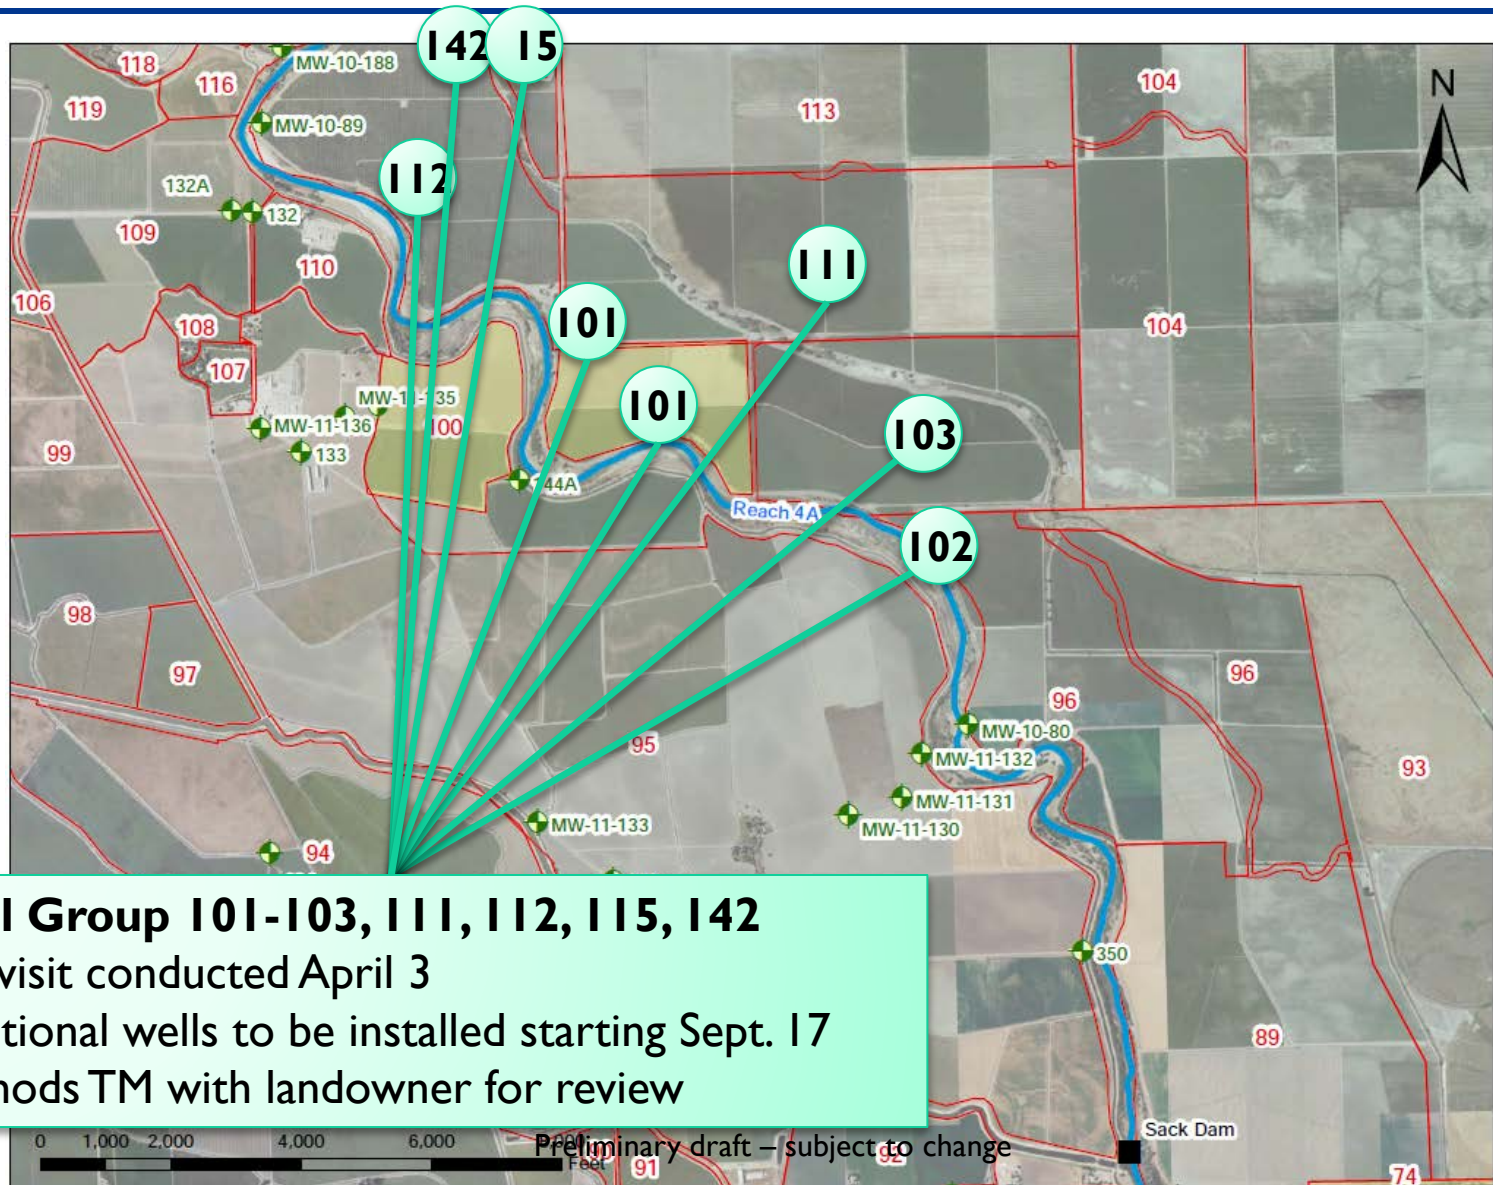 142
15
118
116
MW-10-188
119
MW-10-89
113
104
N
112
132A
132
109
110
111
106
108
101
104
107
MW-11-135
101
MW-11-136
100
103
99
133
144A
Reach 4A
102
98
97
96
96
MW-10-80
95
MW-11-132
93
MW-11-131
MW-11-133
MW-11-130
94
l Group 101-103, 111, 112, 115, 142
visit conducted April 3
350
tional wells to be installed starting Sept. 17
89
hods TM with landowner for review
Sack Dam
0 1,000 2,000 4,000 6,000
Preliminary draft – subject to change
Feet
91
92
74